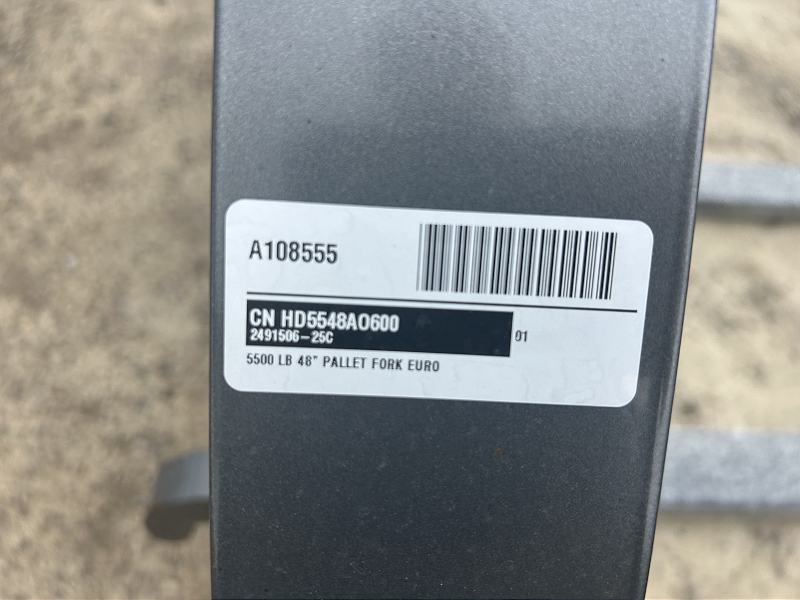 A108555
CN HD5548AO600
2491506-25C
01
5500 LB 48" PALLET FORK EURO